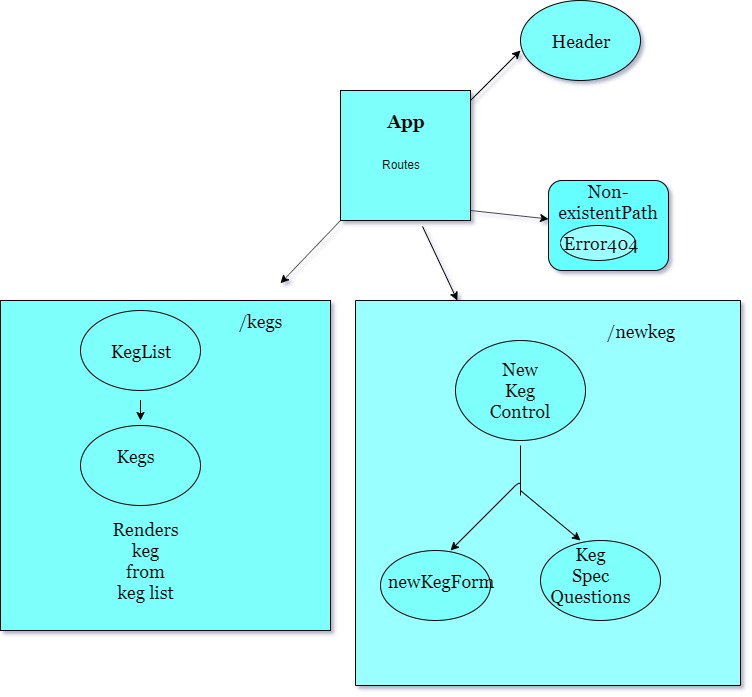 Header
App
Routes
Non-
existentPath
Error404
/kegs
KegList
Kegs
Renders
keg
from
keg list
/newkeg
New
Keg
Control
newKegForm
Keg
Spec
Questions